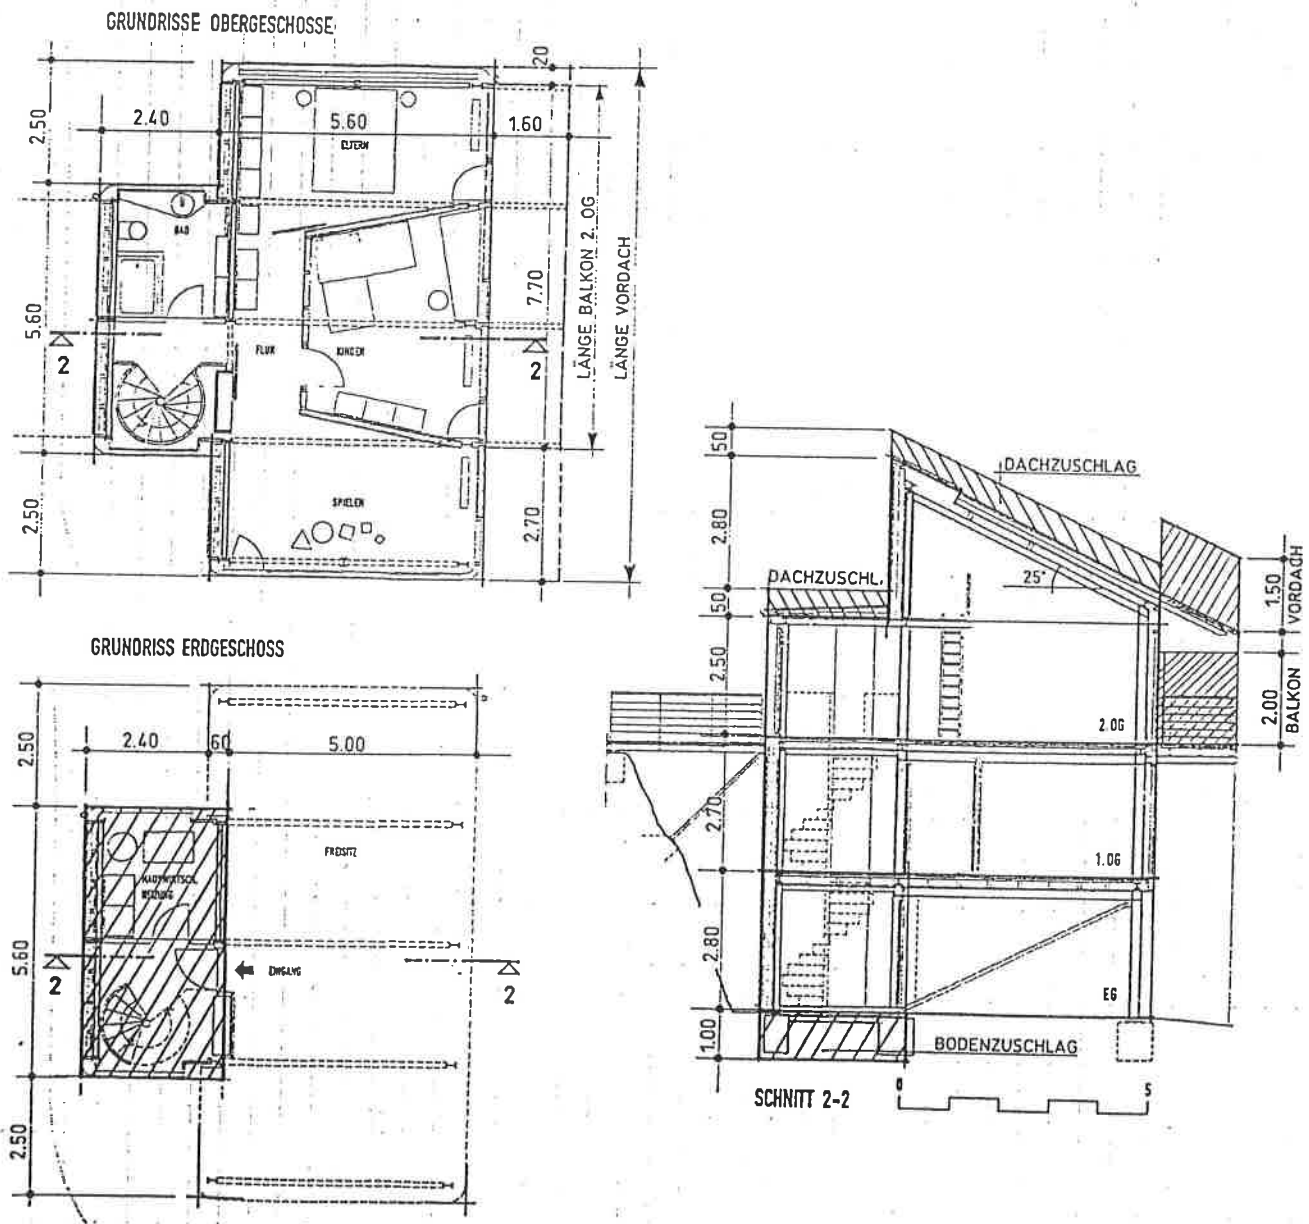 GRUNDRISSE OBERGESCHOSSE
20
2.50
2.40
5.60
1.60
ELTERN
BAD
5.60
7.70
LÄNGE BALKON 2. OG
LÄNGE VORDACH
2
FLUR
KINDER
2
2.50
SPIELEN
2.70
GRUNDRISS ERDGESCHOSS
2.50
2.40
60
5.00
FREISITZ
HAUSWIRTSCH.
HEIZUNG
5.60
2
EINGANG
2
2.50
50
DACHZUSCHLAG
2.80
DACHZUSCHL.
25°
1.50
VORDACH
50
2.50
2.00
BALKON
2.OG
2.70
1.OG
2.80
EG
1.00
BODENZUSCHLAG
SCHNITT 2-2
0
5